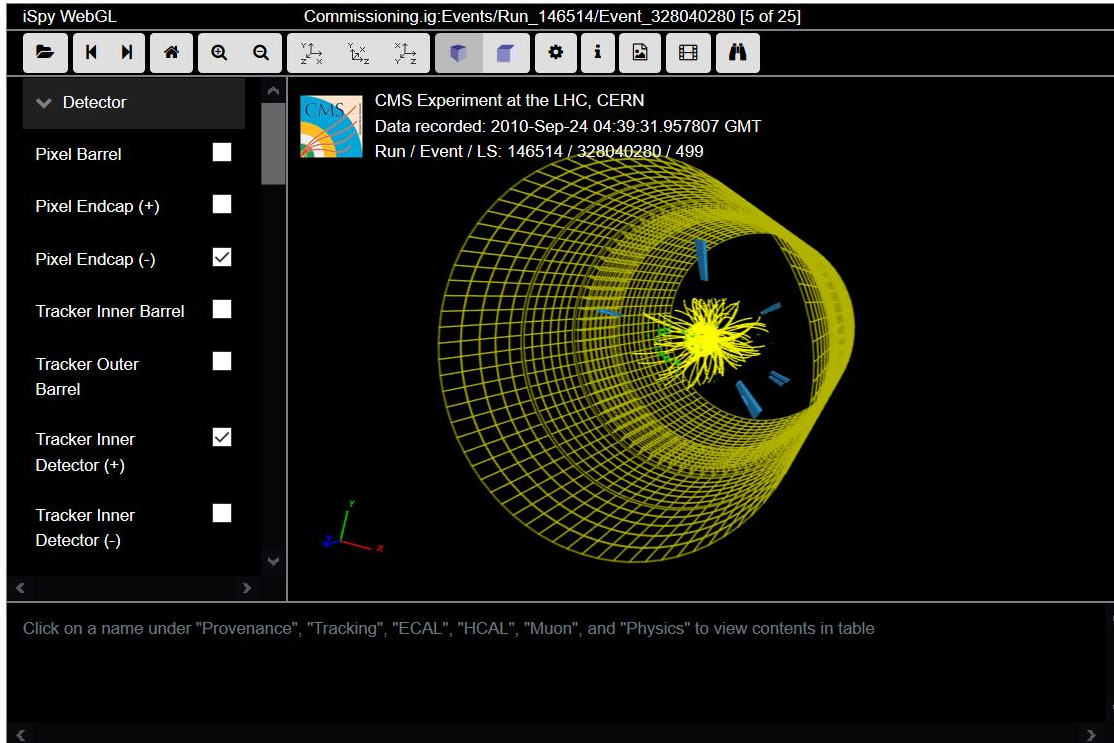 iSpy WebGL
Commissioning.ig:Events/Run_146514/Event_328040280 [5 of 25]
Detector
Pixel Barrel
Pixel Endcap (+)
Pixel Endcap (-)
Tracker Inner Barrel
Tracker Outer
Barrel
Tracker Inner
Detector (+)
Tracker Inner
Detector (-)
CMS
CMS Experiment at the LHC, CERN
Data recorded: 2010-Sep-24 04:39:31.957807 GMT
Run / Event / LS: 146514 / 328040280 / 499
Y
Z
X
Click on a name under "Provenance", "Tracking", "ECAL", "HCAL", "Muon", and "Physics" to view contents in table